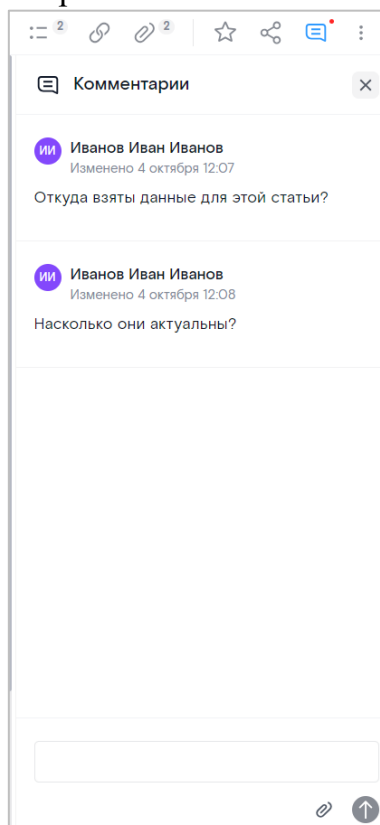 2 2
Комментарии
ИИ Иванов Иван Иванов
Изменено 4 октября 12:07
Откуда взяты данные для этой статьи?
ИИ Иванов Иван Иванов
Изменено 4 октября 12:08
Насколько они актуальны?